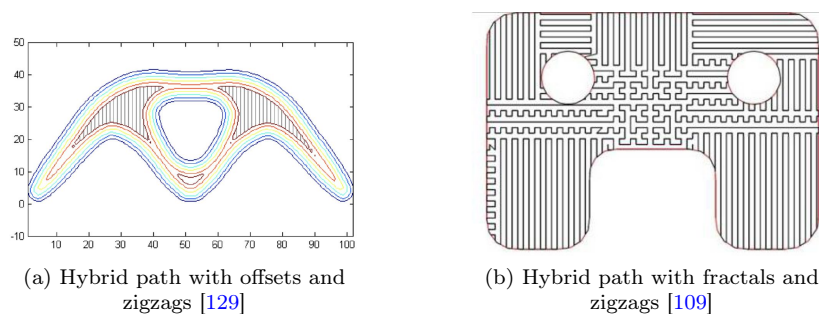 50
40
30
20
10
0
-10
10 20 30 40 50 60 70 80 90 100
(a) Hybrid path with offsets and
zigzags [129]
(b) Hybrid path with fractals and
zigzags [109]